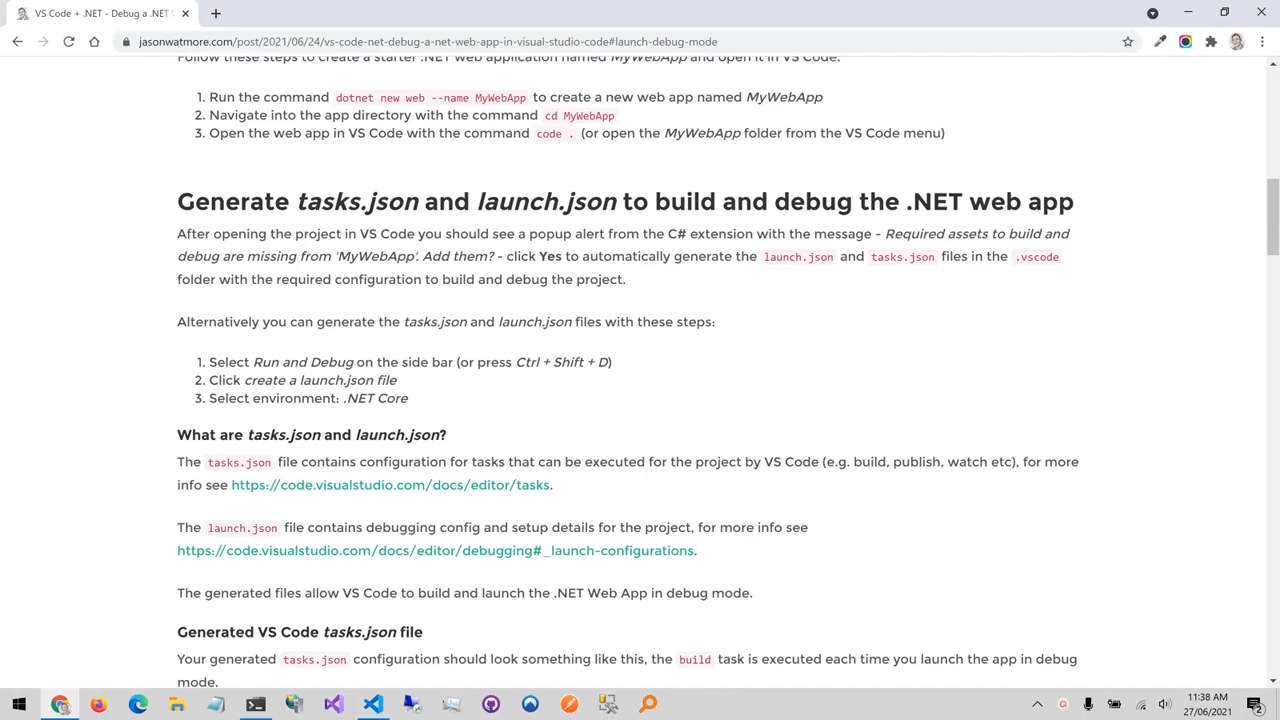 VS Code + .NET - Debug a .NET W
jasonwatmore.com/post/2021/06/24/vs-code-net-debug-a-net-web-app-in-visual-studio-code#launch-debug-mode
Follow these steps to create a starter .NET web application named MyWebApp and open it in VS Code.
1. Run the command dotnet new web --name MyWebApp to create a new web app named MyWebApp
2. Navigate into the app directory with the command cd MyWebApp
3. Open the web app in VS Code with the command code . (or open the MyWebApp folder from the VS Code menu)
Generate tasks.json and launch.json to build and debug the .NET web app
After opening the project in VS Code you should see a popup alert from the C# extension with the message - Required assets to build and
debug are missing from 'MyWebApp'. Add them? - click Yes to automatically generate the launch.json and tasks.json files in the .vscode
folder with the required configuration to build and debug the project.
Alternatively you can generate the tasks.json and launch.json files with these steps:
1. Select Run and Debug on the side bar (or press Ctrl + Shift + D)
2. Click create a launch.json file
3. Select environment: .NET Core
What are tasks.json and launch.json?
The tasks.json file contains configuration for tasks that can be executed for the project by VS Code (e.g. build, publish, watch etc), for more
info see https://code.visualstudio.com/docs/editor/tasks.
The launch.json file contains debugging config and setup details for the project, for more info see
https://code.visualstudio.com/docs/editor/debugging#_launch-configurations.
The generated files allow VS Code to build and launch the .NET Web App in debug mode.
Generated VS Code tasks.json file
Your generated tasks.json configuration should look something like this, the build task is executed each time you launch the app in debug
mode.
11:38 AM
27/06/2021
2